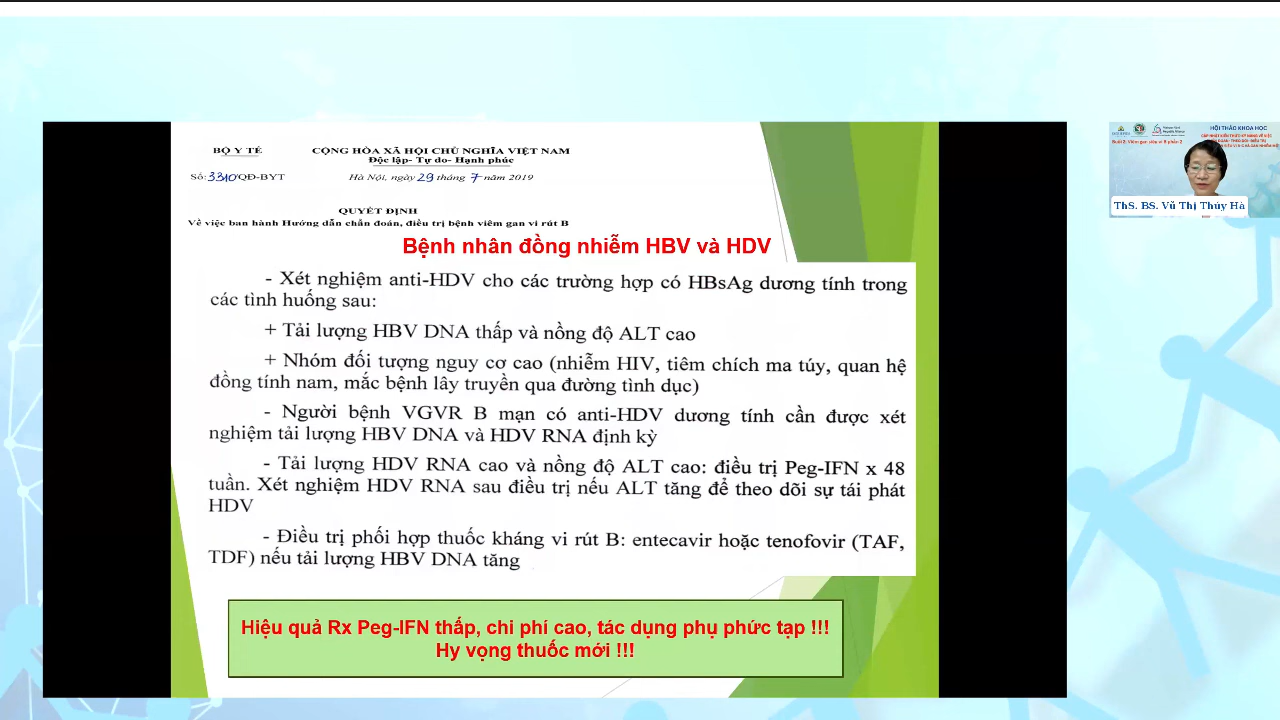 BỘ Y TẾ
CỘNG HÒA XÃ HỘI CHỦ NGHĨA VIỆT NAM
Độc lập- Tự do- Hạnh phúc
Số:3310/QĐ-BYT
Hà Nội, ngày 29 tháng 7 năm 2019
QUYẾT ĐỊNH
Về việc ban hành Hướng dẫn chẩn đoán, điều trị bệnh viêm gan vi rút B
Bệnh nhân đồng nhiễm HBV và HDV
- Xét nghiệm anti-HDV cho các trường hợp có HBsAg dương tính trong
các tình huống sau:
+ Tải lượng HBV DNA thấp và nồng độ ALT cao
+ Nhóm đối tượng nguy cơ cao (nhiễm HIV, tiêm chích ma túy, quan hệ
đồng tính nam, mắc bệnh lây truyền qua đường tình dục)
- Người bệnh VGVR B mạn có anti-HDV dương tính cần được xét
nghiệm tải lượng HBV DNA và HDV RNA định kỳ
- Tải lượng HDV RNA cao và nồng độ ALT cao: điều trị Peg-IFN x 48
tuần. Xét nghiệm HDV RNA sau điều trị nếu ALT tăng để theo dõi sự tái phát
HDV
- Điều trị phối hợp thuốc kháng vi rút B: entecavir hoặc tenofovir (TAF,
TDF) nếu tải lượng HBV DNA tăng
Hiệu quả Rx Peg-IFN thấp, chi phí cao, tác dụng phụ phức tạp !!!
Hy vọng thuốc mới !!!
HỘI THẢO KHOA HỌC
Buổi 2: Viêm gan siêu vi B phần 2
ThS. BS. Vũ Thị Thúy Hà